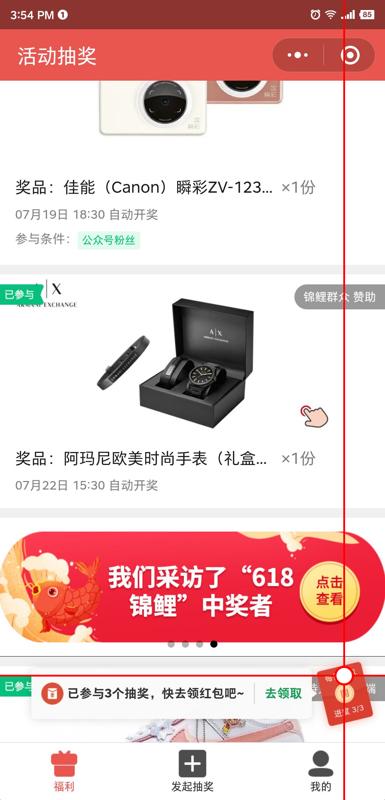 3:54 PM
85
活动抽奖
奖品：佳能（Canon）瞬彩ZV-123... ×1份
07月19日 18:30 自动开奖
参与条件： 公众号粉丝
已参与
A|X
ARMANI EXCHANGE
锦鲤群众 赞助
A|X
奖品：阿玛尼欧美时尚手表（礼盒... ×1份
07月22日 15:30 自动开奖
我们采访了“618
锦鲤”中奖者
点击
查看
已参与
已参与3个抽奖，快去领红包吧~ 去领取
进度 3/3
端
福利
发起抽奖
我的